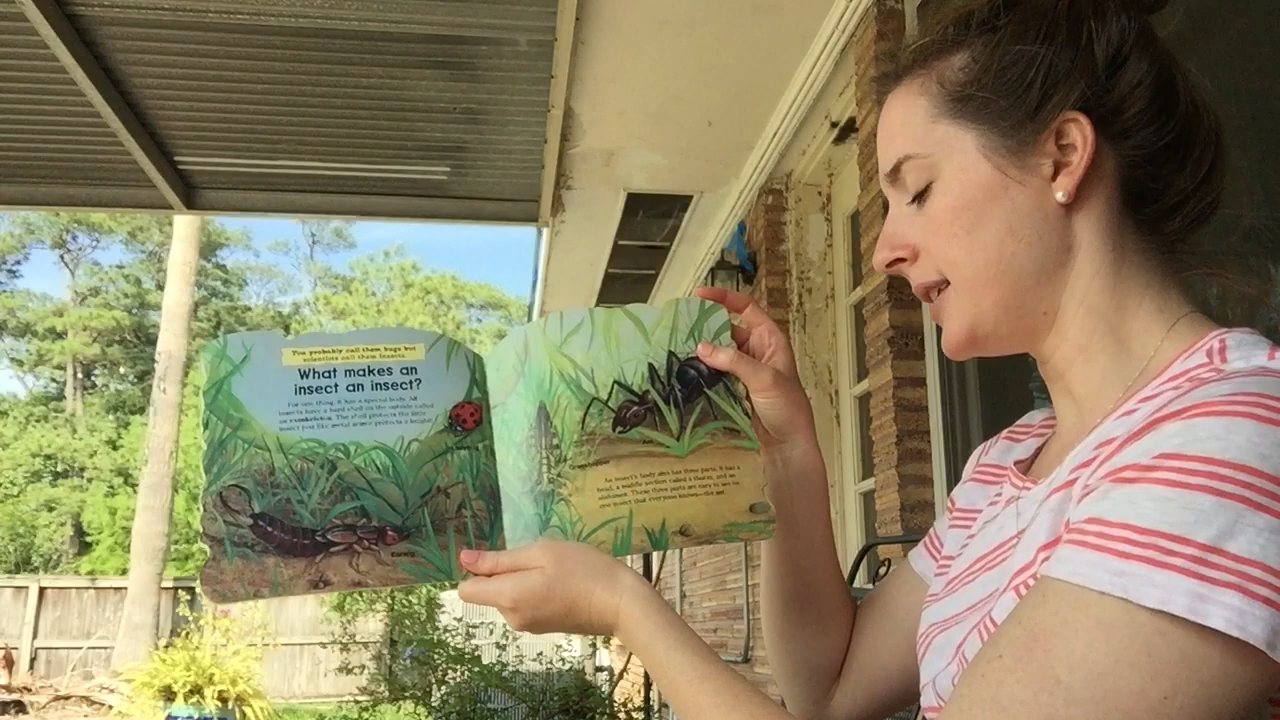 You probably call them bugs but
scientists call them insects.
What makes an
insect an insect?
For one thing, it has a special body. All
insects have a hard shell on the outside called
an exoskeleton. The shell protects the little
insect just like metal armor protects a knight.
Earwig
Grasshopper
An insect's body also has three parts. It has a
head, a middle section called a thorax, and an
abdomen. These three parts are easy to see on
one insect that everyone knows—the ant.